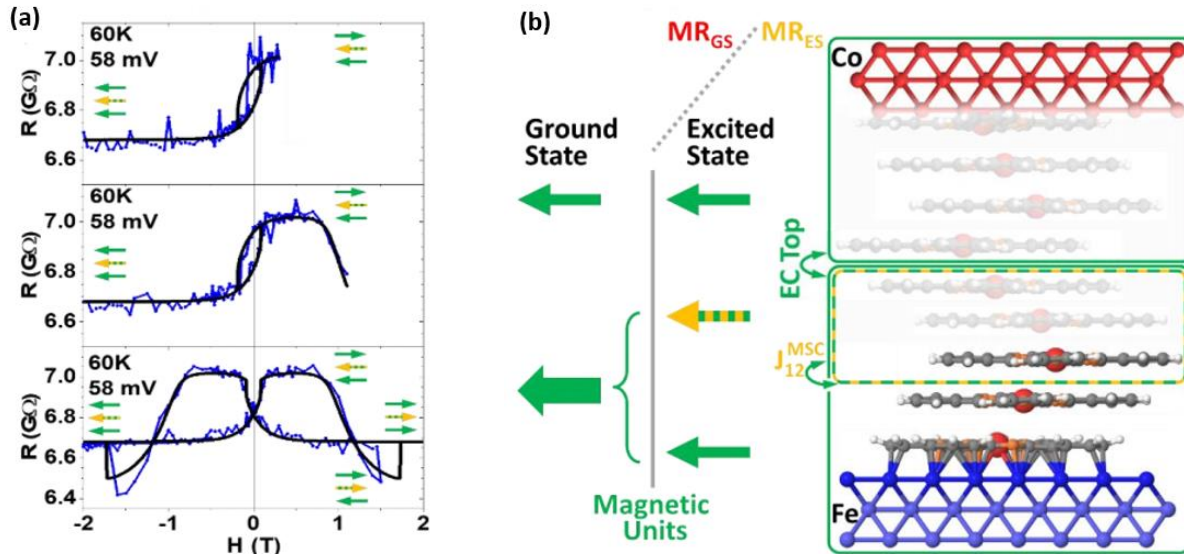 (a)
60K
58 mV
7.0
6.8
6.6
R (GΩ)
60K
58 mV
7.0
6.8
6.6
R (GΩ)
60K
58 mV
7.0
6.8
6.6
6.4
R (GΩ)
-2 -1 0 1 2
H (T)
(b)
MR_GS MR_ES
Ground
State
Excited
State
Magnetic
Units
Co
EC Top
J_12^MSC
Fe